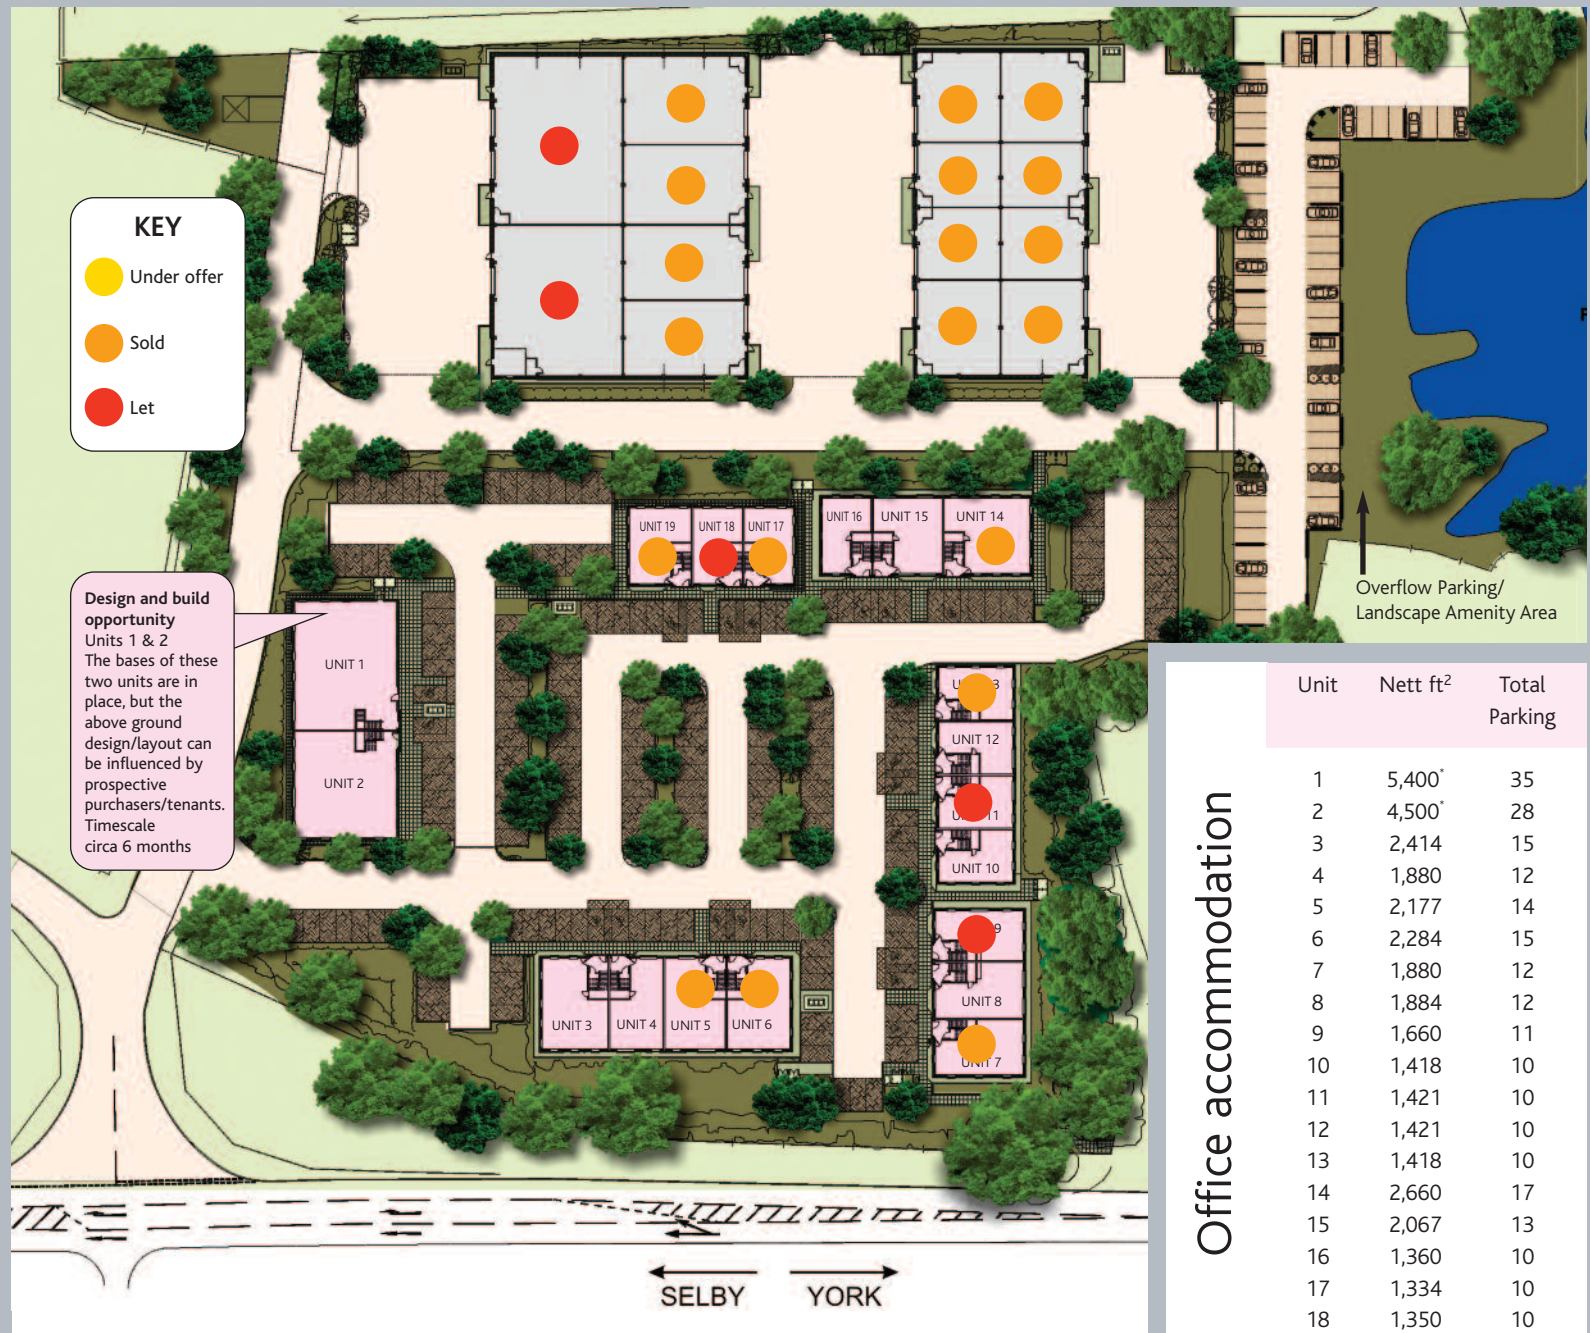 KEY
Under offer
Sold
Let
UNIT 19
UNIT 18
UNIT 17
UNIT 16
UNIT 15
UNIT 14
Design and build
opportunity
Units 1 & 2
The bases of these
two units are in
place, but the
above ground
design/layout can
be influenced by
prospective
purchasers/tenants.
Timescale
circa 6 months
UNIT 1
UNIT 2
Overflow Parking/
Landscape Amenity Area
UNIT 12
UNIT 10
9
UNIT 8
UNIT 7
UNIT 3
UNIT 4
UNIT 5
UNIT 6
SELBY
YORK
Office accommodation
Unit Nett ft² Total
Parking
1 5,400* 35
2 4,500* 28
3 2,414 15
4 1,880 12
5 2,177 14
6 2,284 15
7 1,880 12
8 1,884 12
9 1,660 11
10 1,418 10
11 1,421 10
12 1,421 10
13 1,418 10
14 2,660 17
15 2,067 13
16 1,360 10
17 1,334 10
18 1,350 10